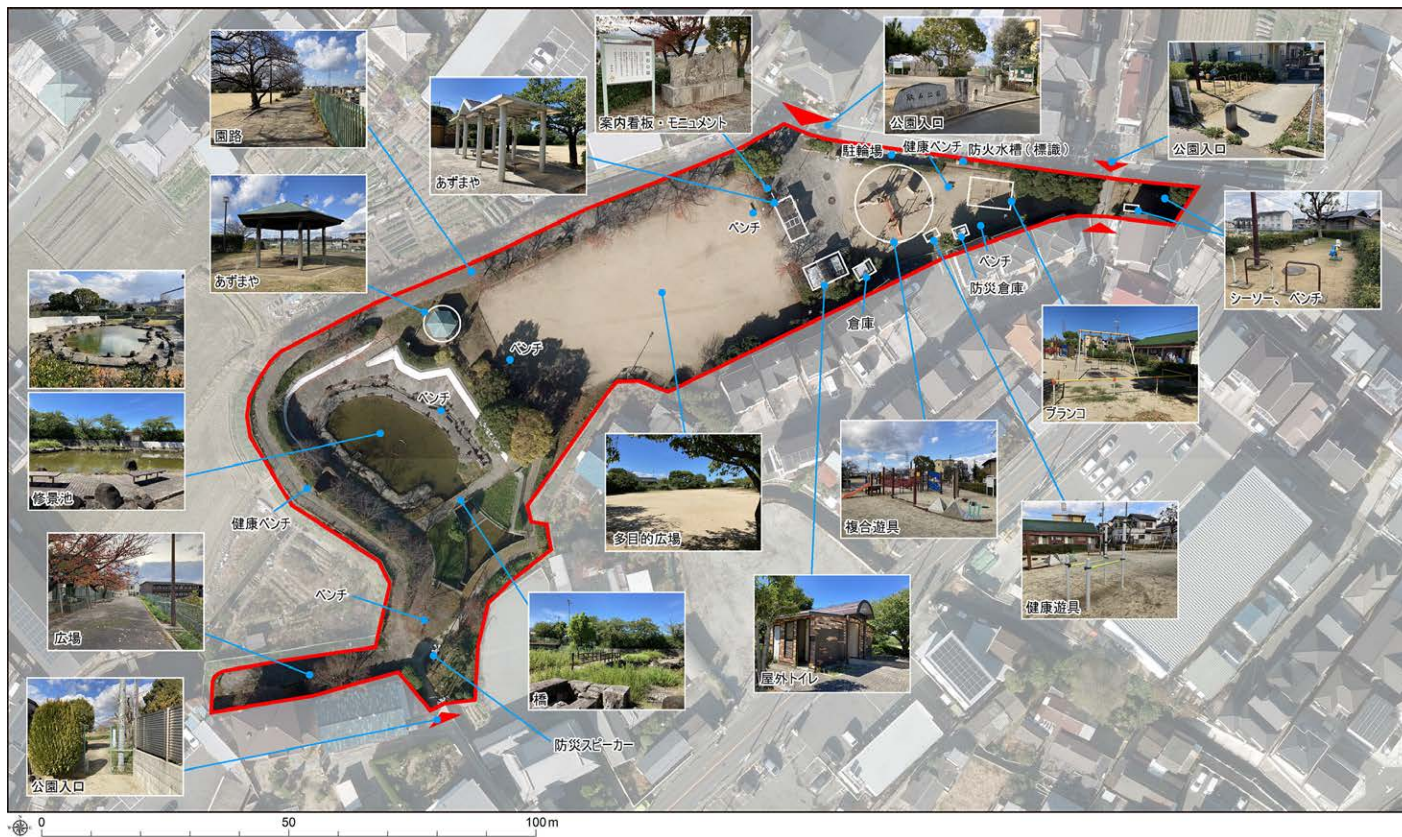 園路
あずまや
案内看板・モニュメント
公園入口
公園入口
駐輪場
健康ベンチ
防火水槽(標識)
あずまや
ベンチ
ベンチ
防災倉庫
倉庫
シーソー、ベンチ
ブランコ
ベンチ
ベンチ
修景池
健康ベンチ
多目的広場
複合遊具
健康遊具
広場
ベンチ
橋
屋外トイレ
公園入口
防災スピーカー
0
50
100m